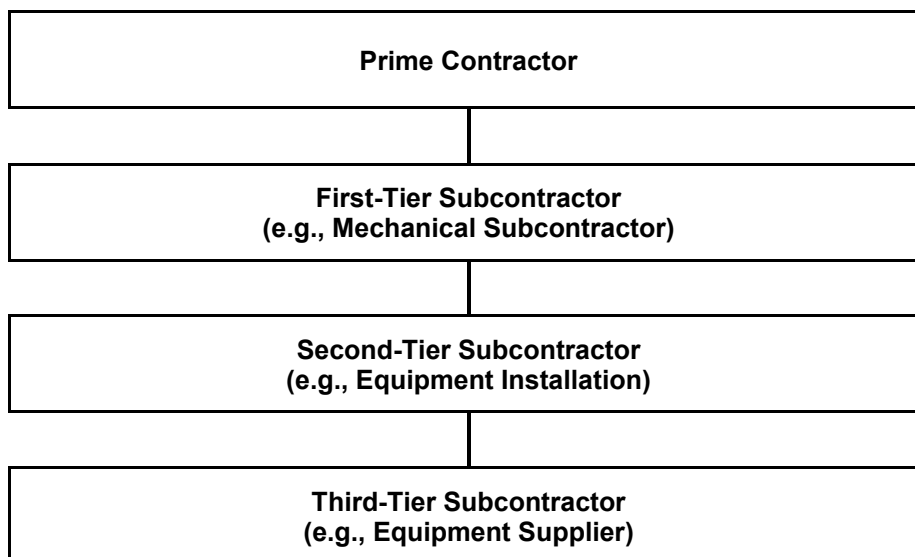 Prime Contractor
First-Tier Subcontractor
(e.g., Mechanical Subcontractor)
Second-Tier Subcontractor
(e.g., Equipment Installation)
Third-Tier Subcontractor
(e.g., Equipment Supplier)